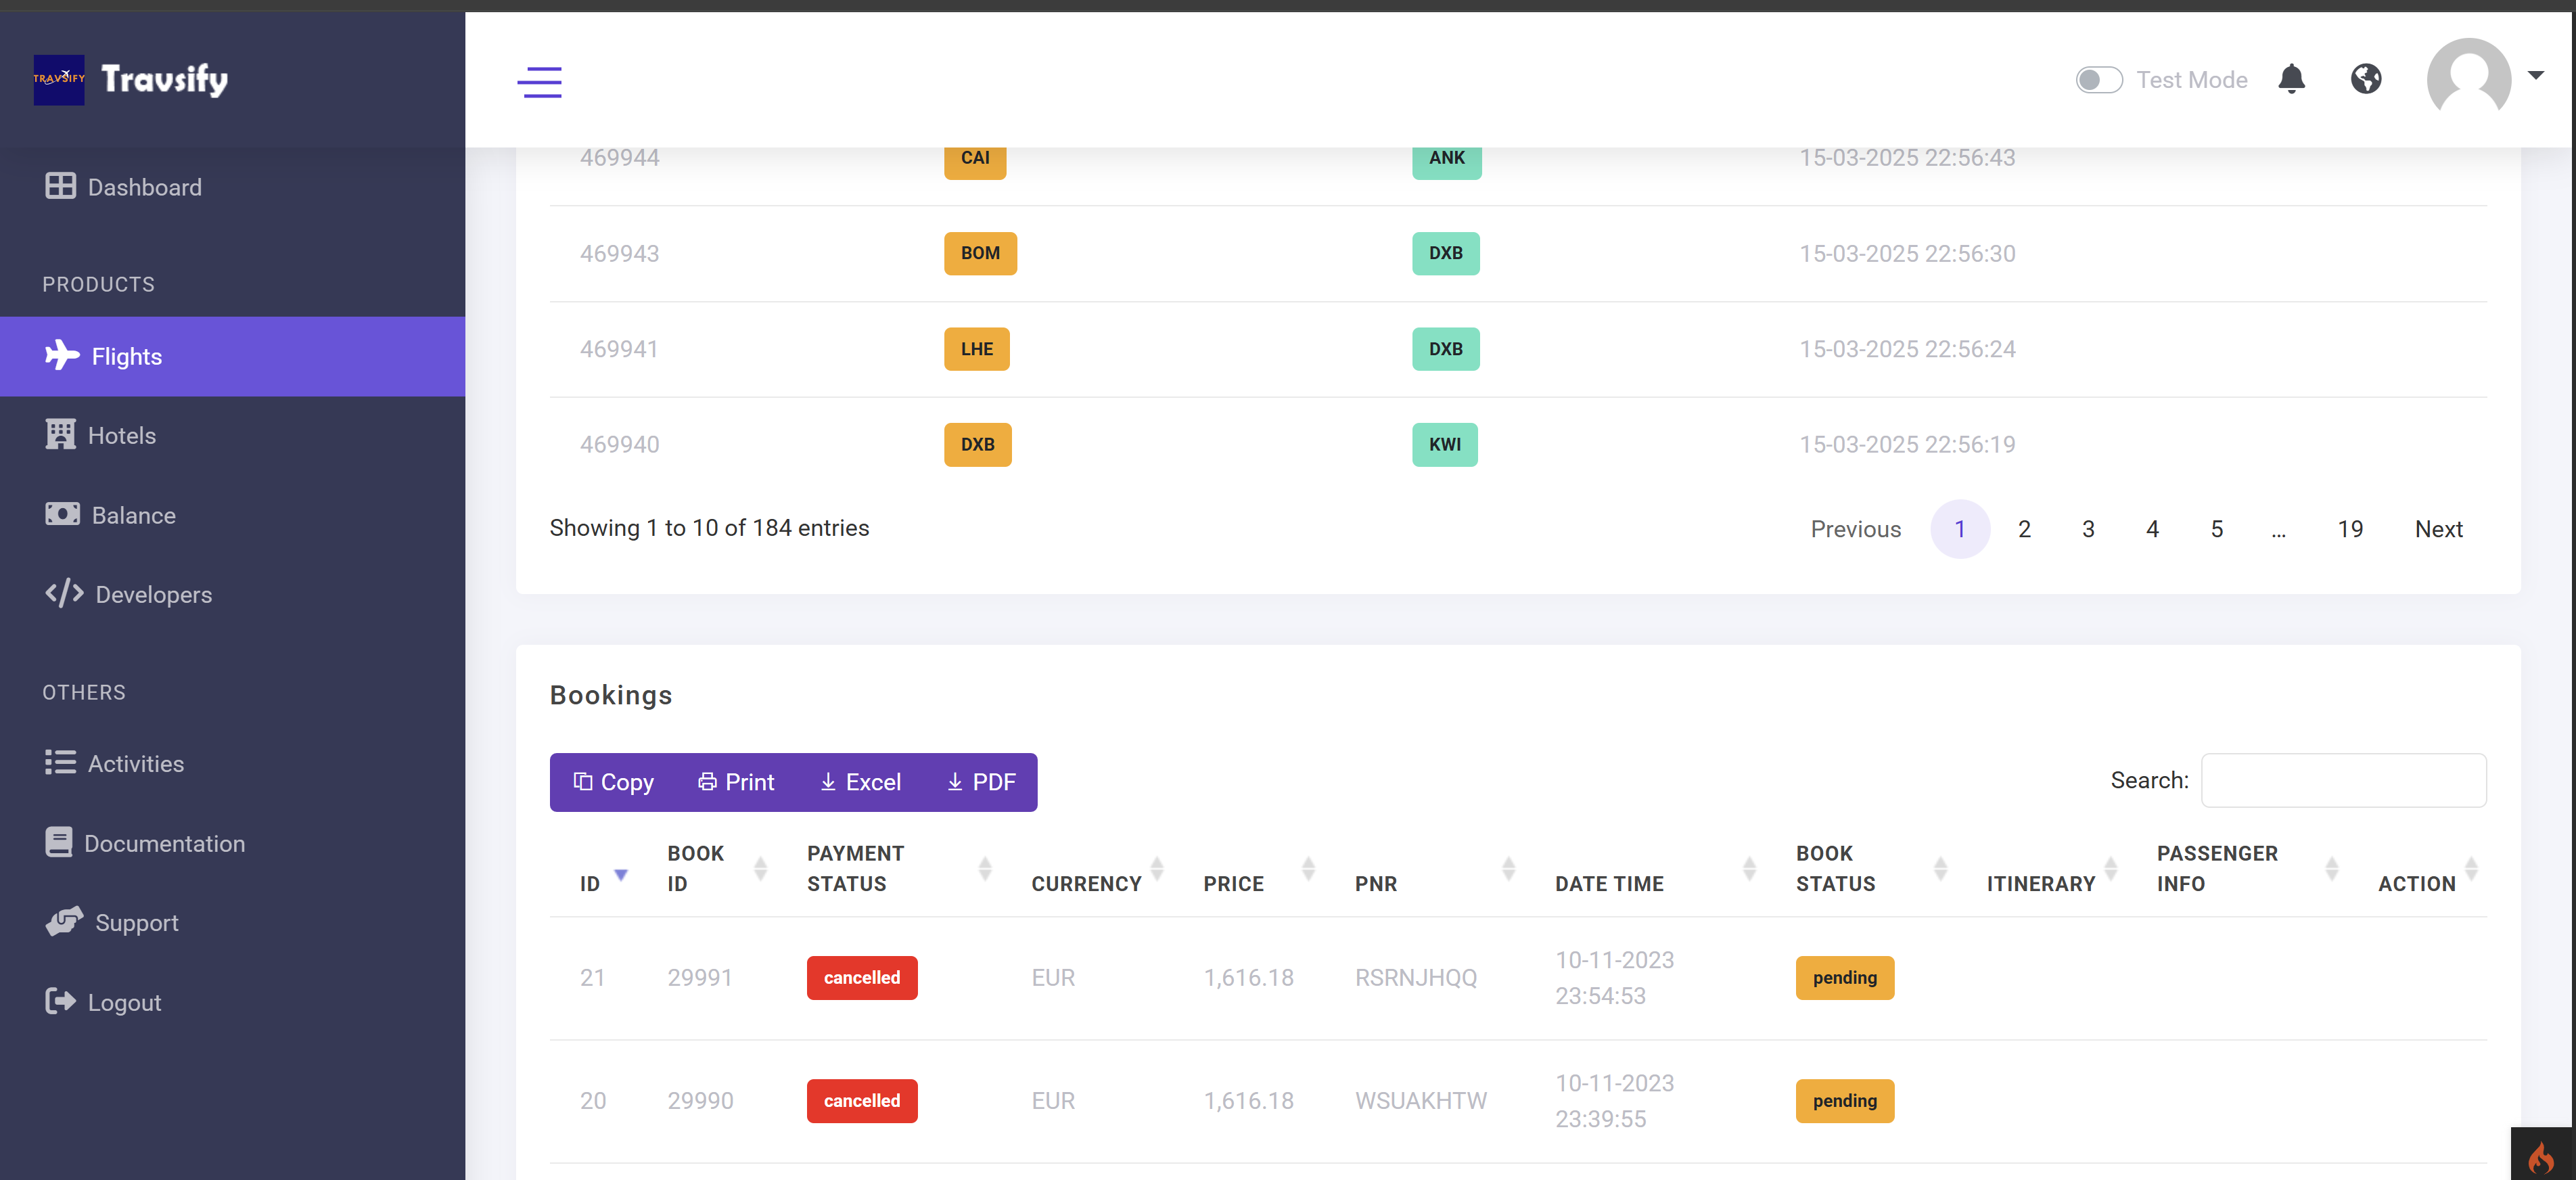 TRAVSIFY
Travsify
Test Mode
Dashboard
PRODUCTS
Flights
Hotels
Balance
Developers
OTHERS
Activities
Documentation
Support
Logout
469944 CAI ANK 15-03-2025 22:56:43
469943 BOM DXB 15-03-2025 22:56:30
469941 LHE DXB 15-03-2025 22:56:24
469940 DXB KWI 15-03-2025 22:56:19
Showing 1 to 10 of 184 entries
Previous 1 2 3 4 5 … 19 Next
Bookings
Copy Print Excel PDF
Search:
BOOK PAYMENT BOOK PASSENGER
ID ID STATUS CURRENCY PRICE PNR DATE TIME STATUS ITINERARY INFO ACTION
10-11-2023
21 29991 cancelled EUR 1,616.18 RSRNJHQQ pending
23:54:53
10-11-2023
20 29990 cancelled EUR 1,616.18 WSUAKHTW pending
23:39:55